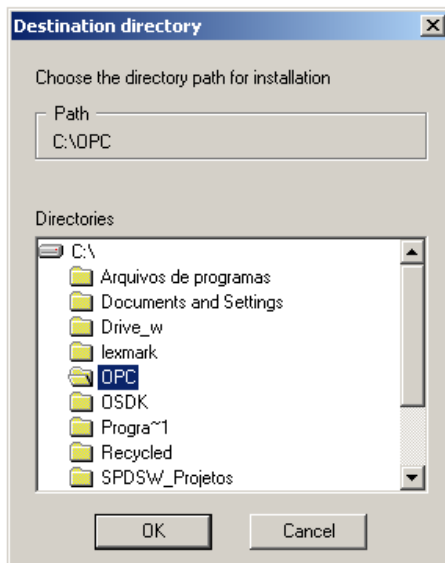 Destination directory
Choose the directory path for installation
Path
C:\OPC
Directories
C:\
Arquivos de programas
Documents and Settings
Drive_w
lexmark
OPC
OSDK
Progra~1
Recycled
SPDSW_Projetos
OK Cancel